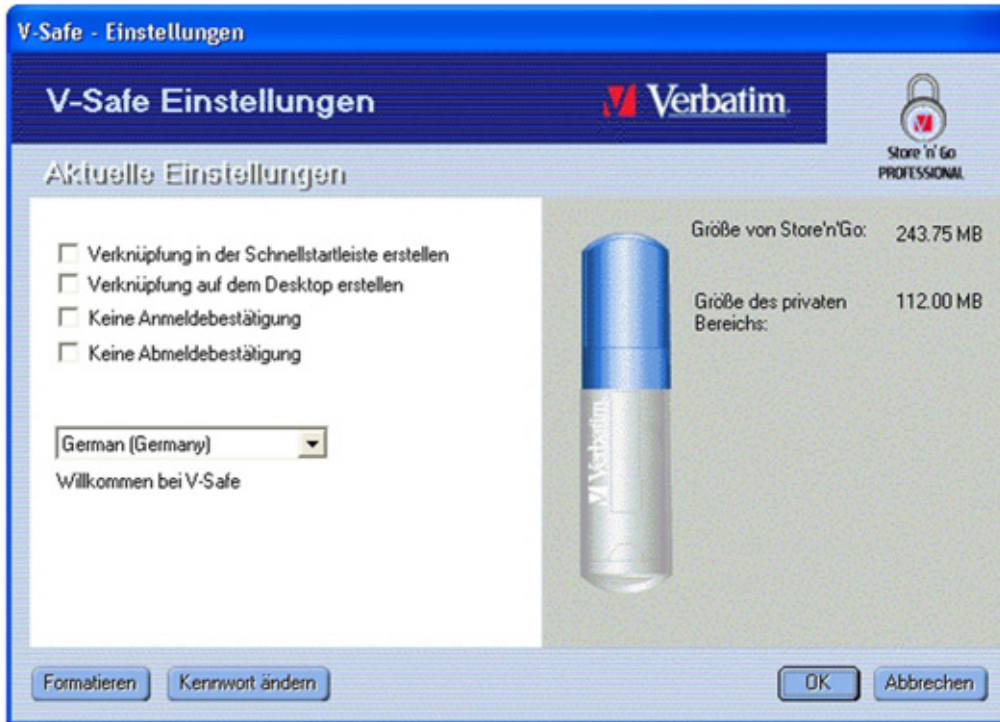 V-Safe - Einstellungen
V-Safe Einstellungen
Verbatim
Store 'n' Go
PROFESSIONAL
Aktuelle Einstellungen
Verknüpfung in der Schnellstartleiste erstellen
Verknüpfung auf dem Desktop erstellen
Keine Anmeldebestätigung
Keine Abmeldebestätigung
German (Germany)
Willkommen bei V-Safe
Verbatim
Größe von Store'n'Go: 243.75 MB
Größe des privaten 112.00 MB
Bereichs:
Formatieren
Kennwort ändern
OK
Abbrechen